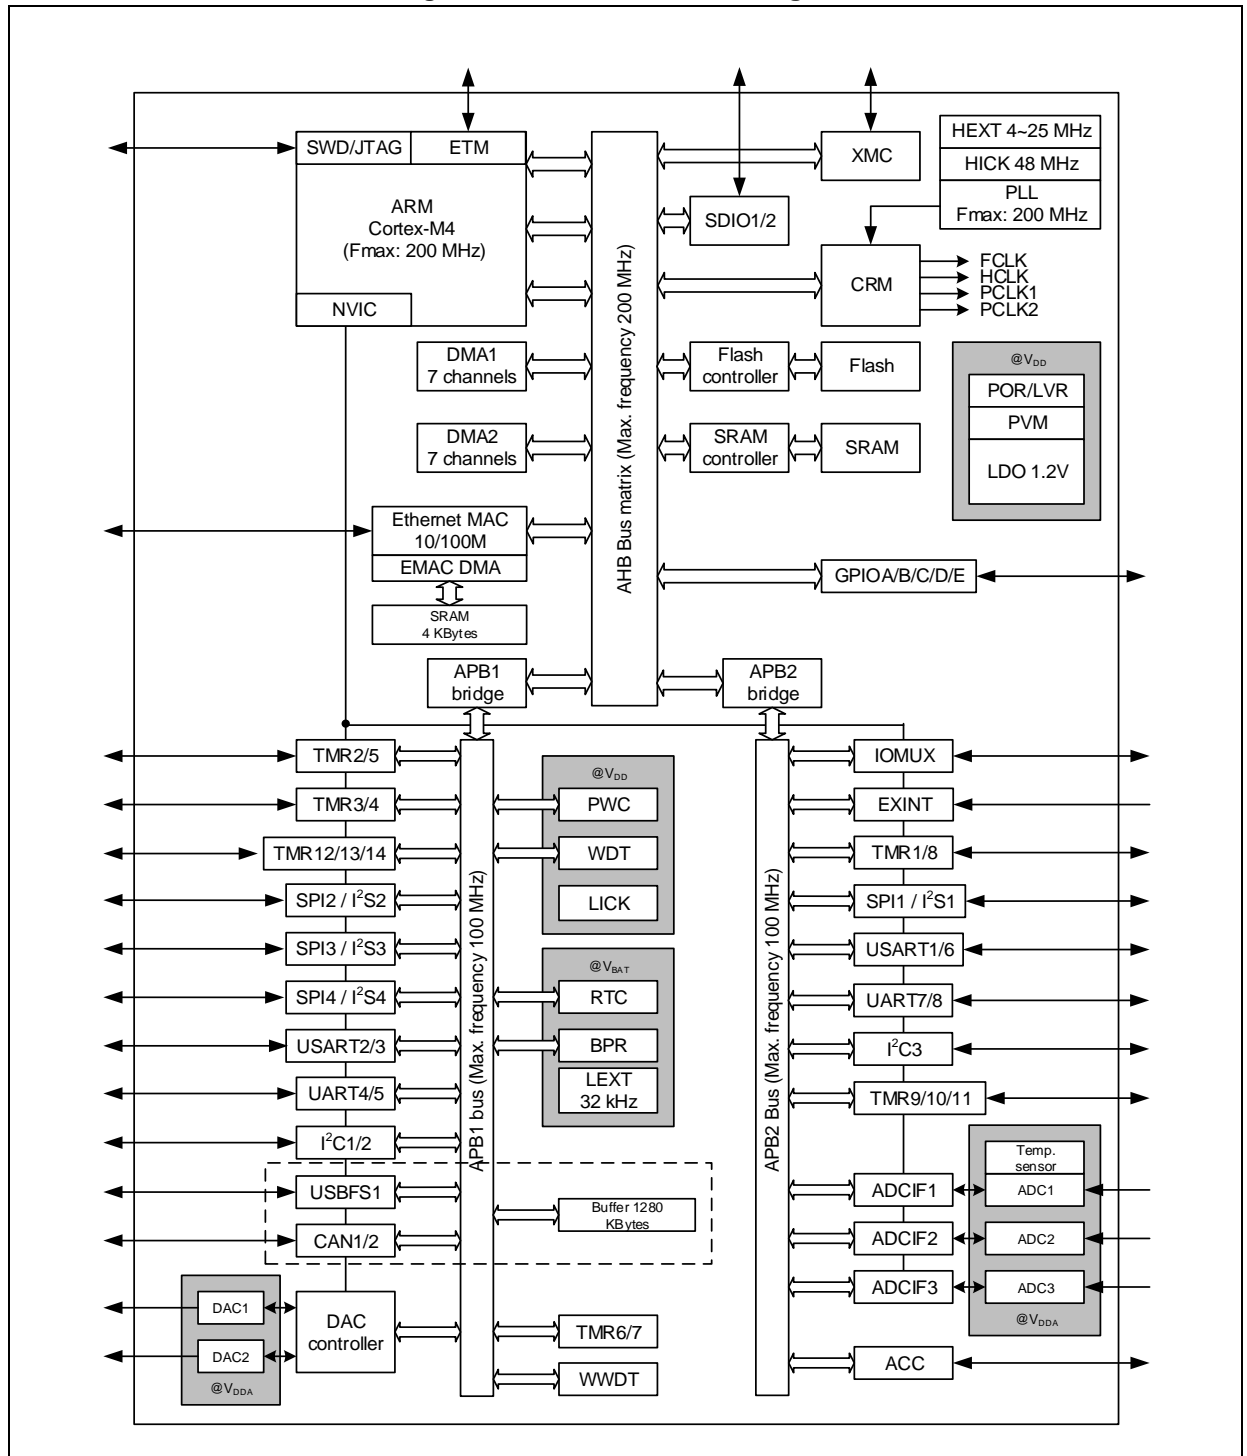 SWD/JTAG
ETM
ARM
Cortex-M4
(Fmax: 200 MHz)
NVIC
DMA1
7 channels
DMA2
7 channels
Ethernet MAC
10/100M
EMAC DMA
SRAM
4 KBytes
APB1
bridge
AHB Bus matrix (Max. frequency 200 MHz)
XMC
SDIO1/2
HEXT 4~25 MHz
HICK 48 MHz
PLL
Fmax: 200 MHz
CRM
FCLK
HCLK
PCLK1
PCLK2
Flash
controller
Flash
SRAM
controller
SRAM
@VDD
POR/LVR
PVM
LDO 1.2V
GPIOA/B/C/D/E
APB2
bridge
TMR2/5
TMR3/4
TMR12/13/14
SPI2 / I²S2
SPI3 / I²S3
SPI4 / I²S4
USART2/3
UART4/5
I²C1/2
USBFS1
CAN1/2
DAC1
DAC2
@VDDA
DAC
controller
APB1 bus (Max. frequency 100 MHz)
@VDD
PWC
WDT
LICK
@VBAT
RTC
BPR
LEXT
32 kHz
Buffer 1280
KBytes
TMR6/7
WWDT
APB2 Bus (Max. frequency 100 MHz)
IOMUX
EXINT
TMR1/8
SPI1 / I²S1
USART1/6
UART7/8
I²C3
TMR9/10/11
ADCIF1
ADCIF2
ADCIF3
Temp.
sensor
ADC1
ADC2
ADC3
@VDDA
ACC